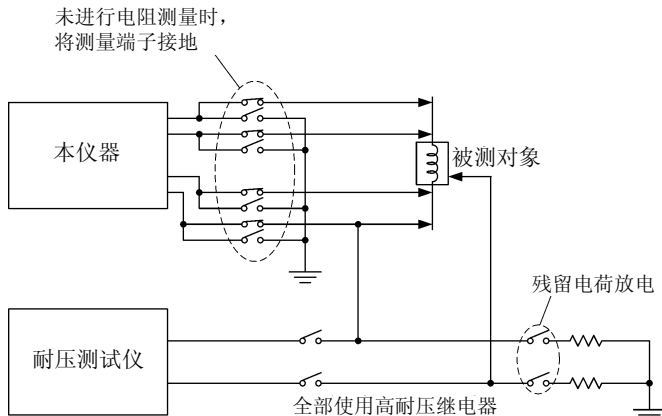 未进行电阻测量时，
将测量端子接地
本仪器
被测对象
残留电荷放电
耐压测试仪
全部使用高耐压继电器